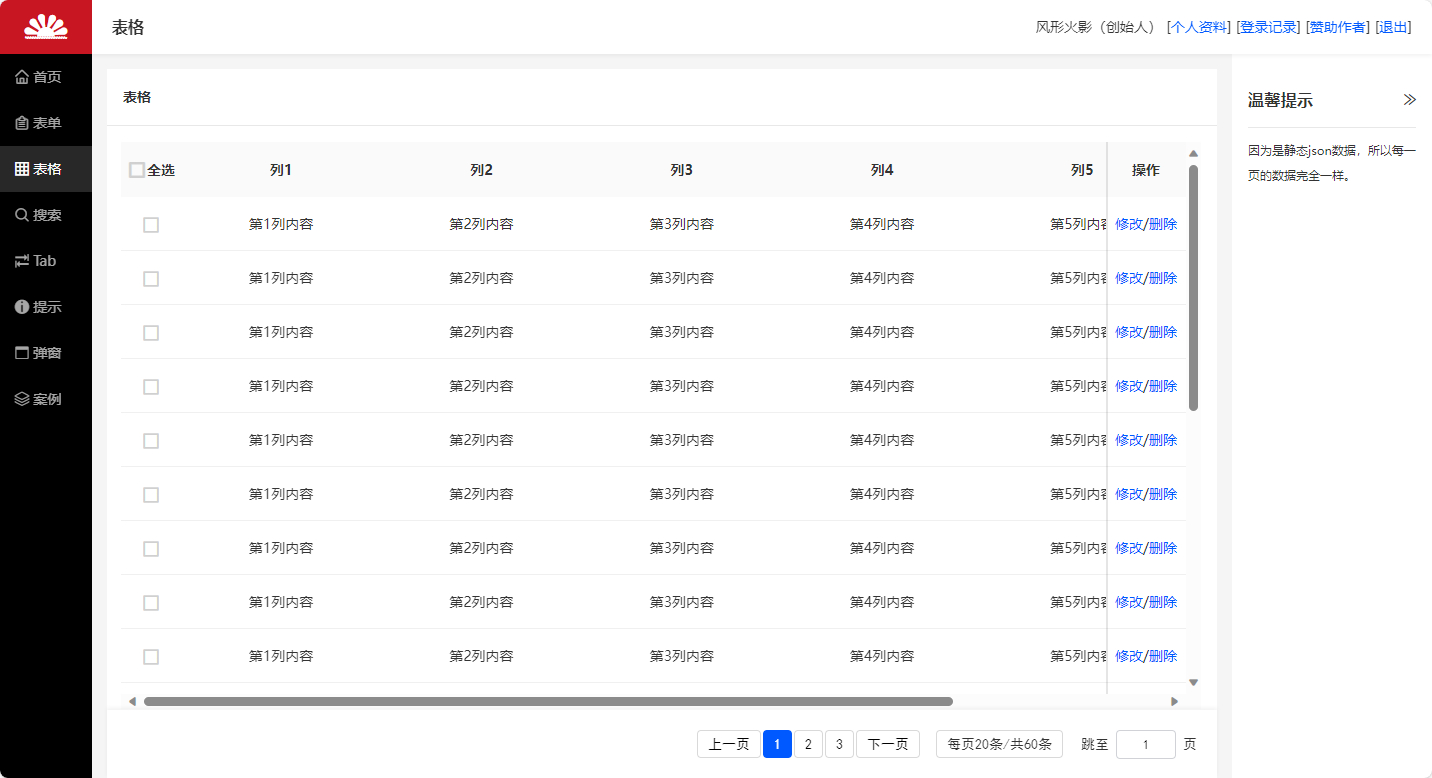 表格
风形火影（创始人） [个人资料] [登录记录] [赞助作者] [退出]
首页
表单
表格
搜索
Tab
提示
弹窗
案例
表格
全选 列1 列2 列3 列4 列5 操作
第1列内容 第2列内容 第3列内容 第4列内容 第5列内容 修改/删除
第1列内容 第2列内容 第3列内容 第4列内容 第5列内容 修改/删除
第1列内容 第2列内容 第3列内容 第4列内容 第5列内容 修改/删除
第1列内容 第2列内容 第3列内容 第4列内容 第5列内容 修改/删除
第1列内容 第2列内容 第3列内容 第4列内容 第5列内容 修改/删除
第1列内容 第2列内容 第3列内容 第4列内容 第5列内容 修改/删除
第1列内容 第2列内容 第3列内容 第4列内容 第5列内容 修改/删除
第1列内容 第2列内容 第3列内容 第4列内容 第5列内容 修改/删除
第1列内容 第2列内容 第3列内容 第4列内容 第5列内容 修改/删除
上一页 1 2 3 下一页 每页20条/共60条 跳至 1 页
温馨提示
因为是静态json数据，所以每一
页的数据完全一样。